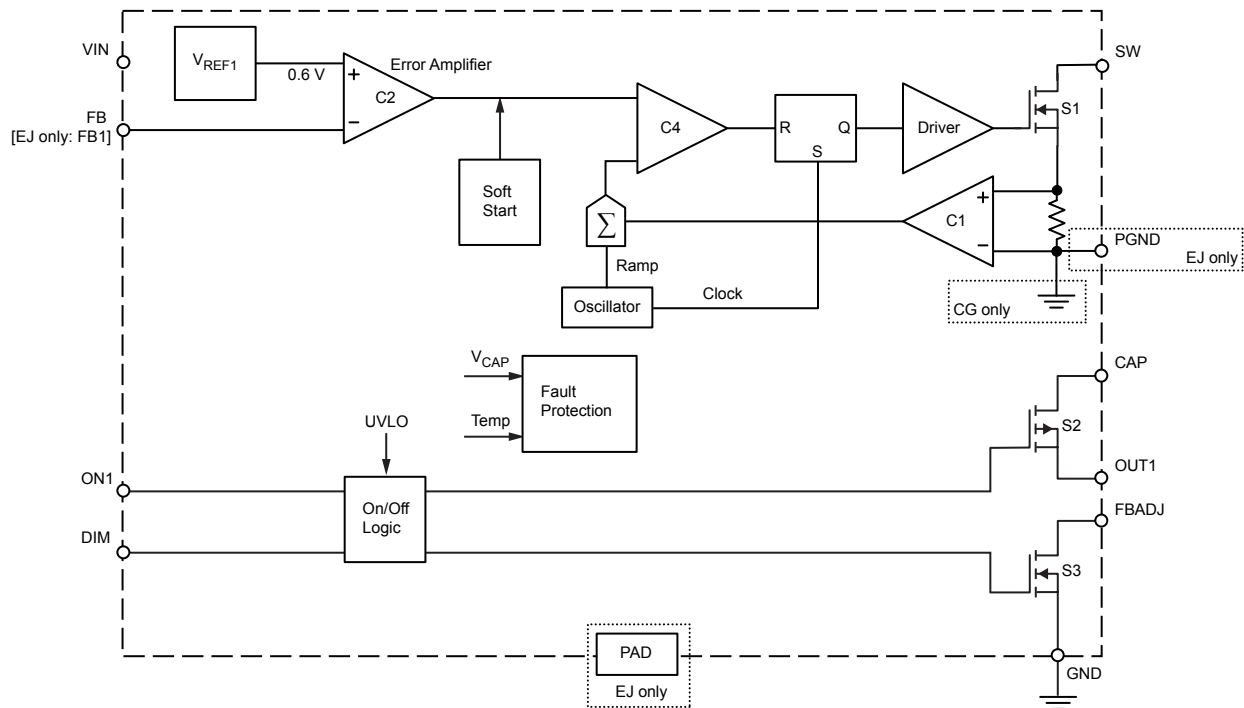 VIN
V_REF1
0.6 V
+
−
C2
Error Amplifier
FB
[EJ only: FB1]
Soft
Start
C4
R
Q
S
Driver
SW
S1
+
−
C1
PGND
EJ only
CG only
Σ
Ramp
Oscillator
Clock
V_CAP
Temp
Fault
Protection
UVLO
CAP
S2
OUT1
ON1
On/Off
Logic
DIM
FBADJ
S3
PAD
EJ only
GND